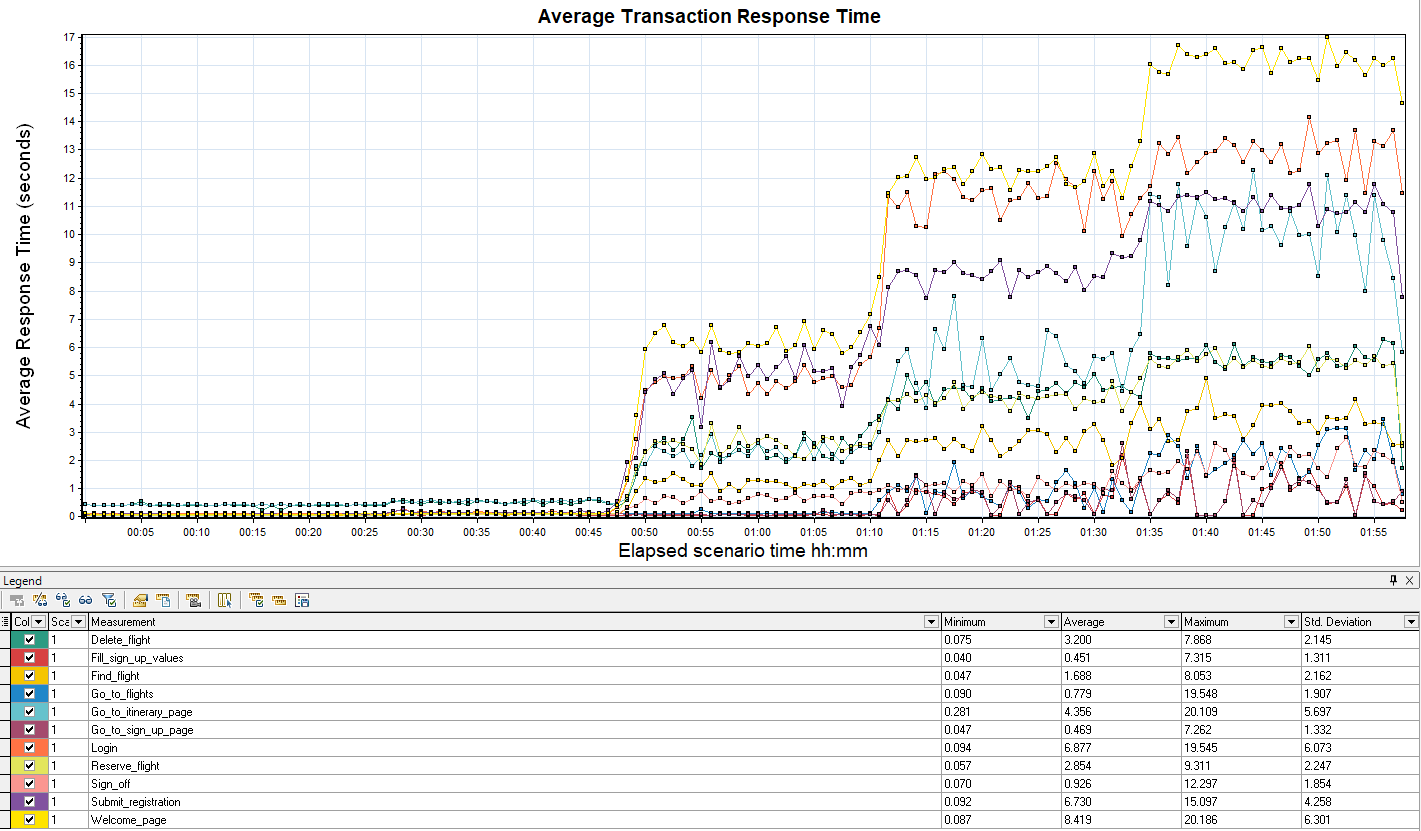 Average Transaction Response Time
Average Response Time (seconds)
17
16
15
14
13
12
11
10
9
8
7
6
5
4
3
2
1
0
00:05 00:10 00:15 00:20 00:25 00:30 00:35 00:40 00:45 00:50 00:55 01:00 01:05 01:10 01:15 01:20 01:25 01:30 01:35 01:40 01:45 01:50 01:55
Elapsed scenario time hh:mm
Legend
Col Sca Measurement Minimum Average Maximum Std. Deviation
1 Delete_flight 0.075 3.200 7.868 2.145
1 Fill_sign_up_values 0.040 0.451 7.315 1.311
1 Find_flight 0.047 1.688 8.053 2.162
1 Go_to_flights 0.090 0.779 19.548 1.907
1 Go_to_itinerary_page 0.281 4.356 20.109 5.697
1 Go_to_sign_up_page 0.047 0.469 7.262 1.332
1 Login 0.094 6.877 19.545 6.073
1 Reserve_flight 0.057 2.854 9.311 2.247
1 Sign_off 0.070 0.926 12.297 1.854
1 Submit_registration 0.092 6.730 15.097 4.258
1 Welcome_page 0.087 8.419 20.186 6.301